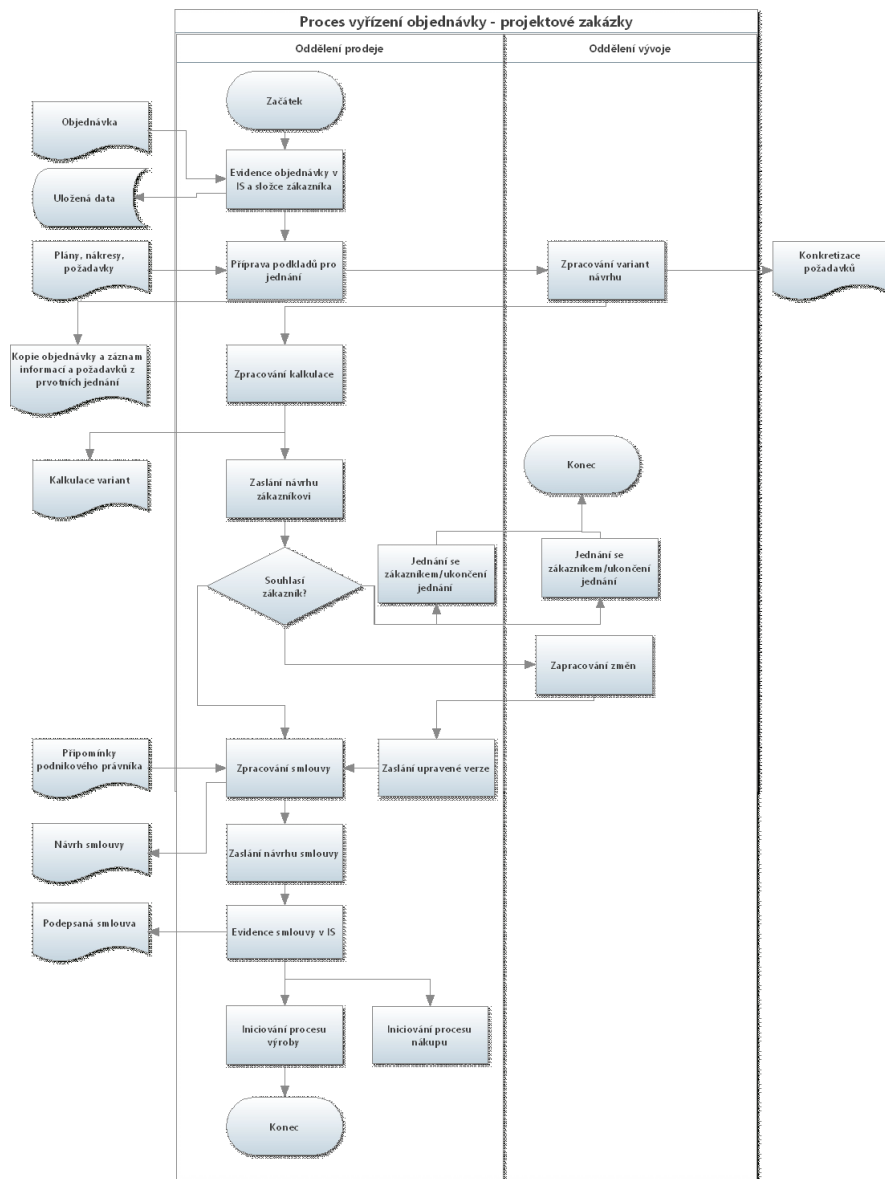 Proces vyřízení objednávky - projektové zakázky
Oddělení prodeje
Oddělení vývoje
Začátek
Objednávka
Evidence objednávky v
IS a složce zákazníka
Uložená data
Plány, nákresy,
požadavky
Příprava podkladů pro
jednání
Zpracování variant
návrhu
Konkretizace
požadavků
Kopie objednávky a záznam
informací a požadavků z
prvotních jednání
Zpracování kalkulace
Kalkulace variant
Zaslání návrhu
zákazníkovi
Konec
Souhlasí
zákazník?
Jednání se
zákazníkem/ukončení
jednání
Jednání se
zákazníkem/ukončení
jednání
Zapracování změn
Připomínky
podnikového právníka
Zpracování smlouvy
Zaslání upravené verze
Návrh smlouvy
Zaslání návrhu smlouvy
Podepsaná smlouva
Evidence smlouvy v IS
Iniciování procesu
výroby
Iniciování procesu
nákupu
Konec